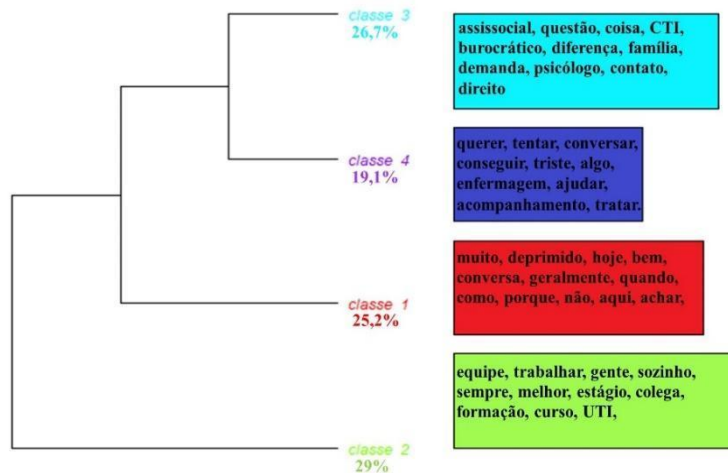 classe 3
26,7%
assissocial, questão, coisa, CTI,
burocrático, diferença, família,
demanda, psicólogo, contato,
direito
classe 4
19,1%
querer, tentar, conversar,
conseguir, triste, algo,
enfermagem, ajudar,
acompanhamento, tratar.
classe 1
25,2%
muito, deprimido, hoje, bem,
conversa, geralmente, quando,
como, porque, não, aqui, achar,
classe 2
29%
equipe, trabalhar, gente, sozinho,
sempre, melhor, estágio, colega,
formação, curso, UTI,